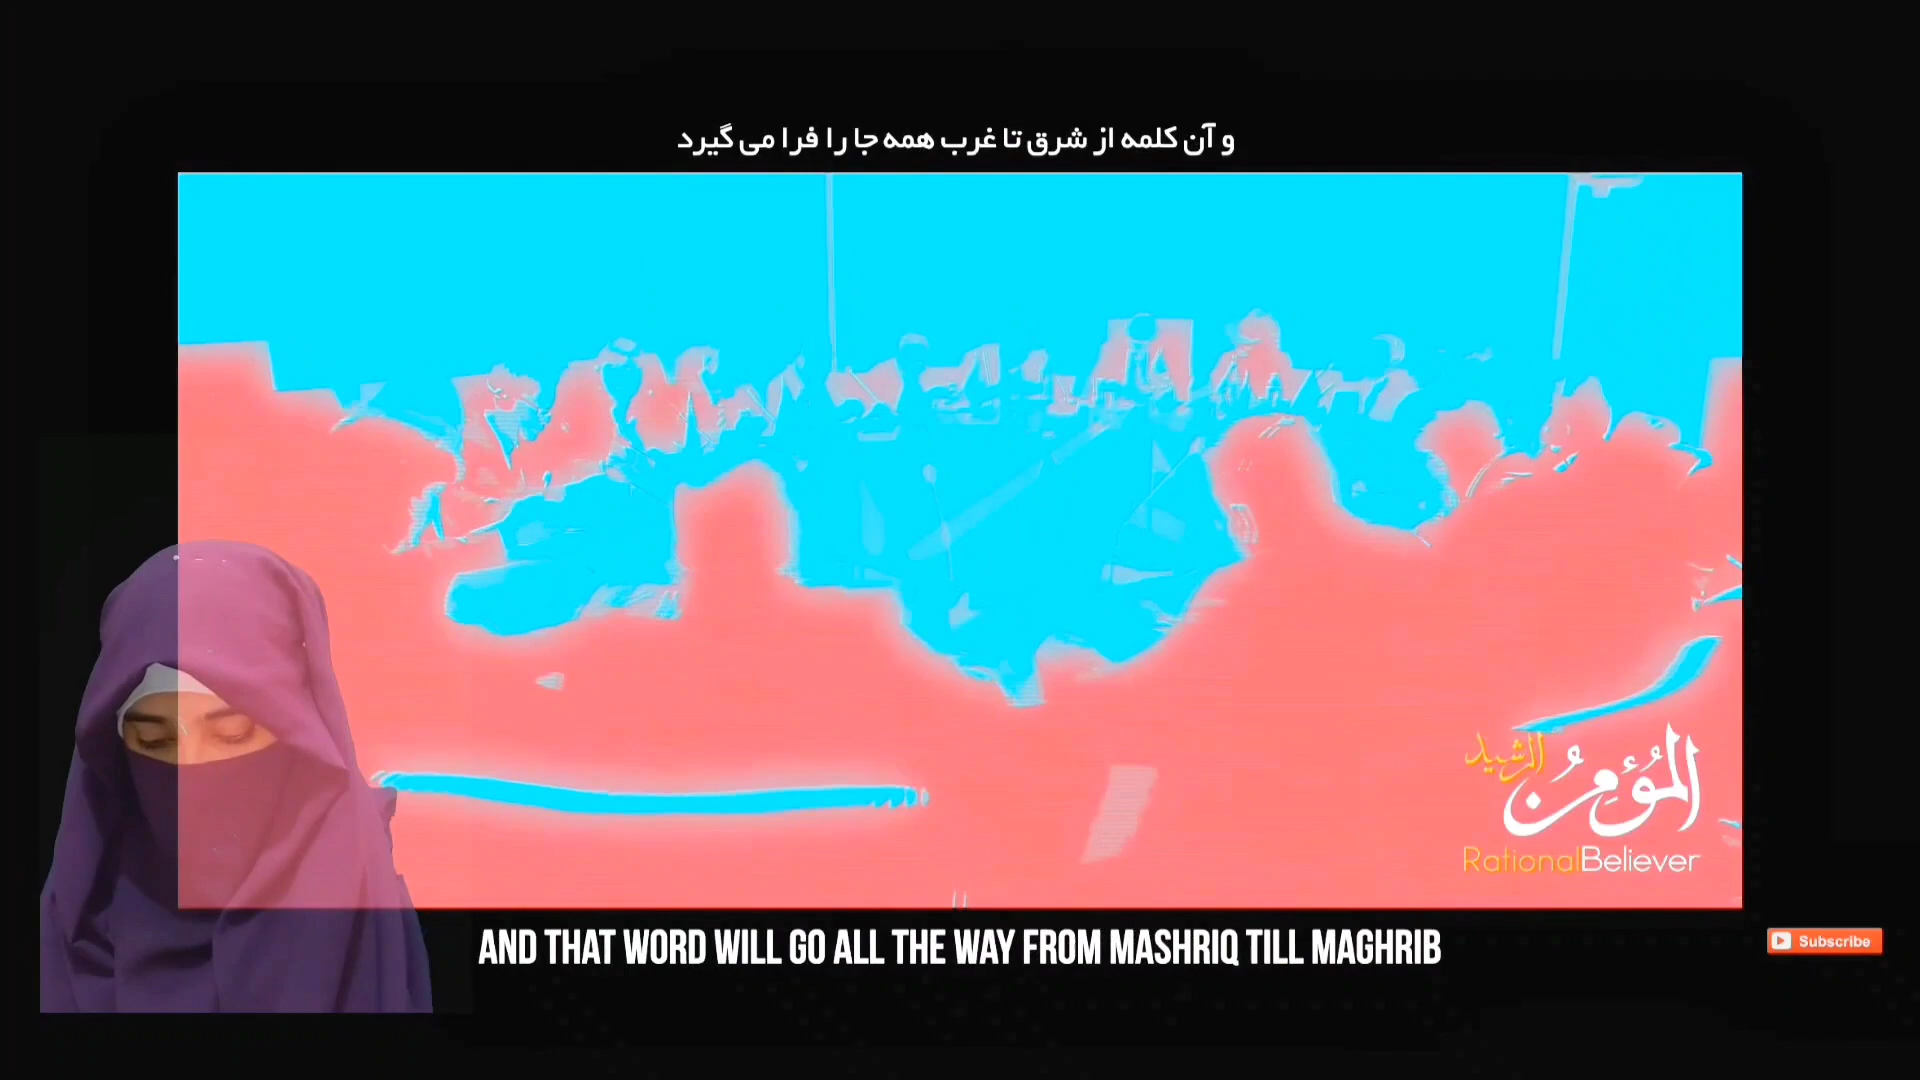 و آن کلمه از شرق تا غرب همه جا را فرا می گیرد
المؤمن الرشيد
RationalBeliever
AND THAT WORD WILL GO ALL THE WAY FROM MASHRIQ TILL MAGHRIB
Subscribe